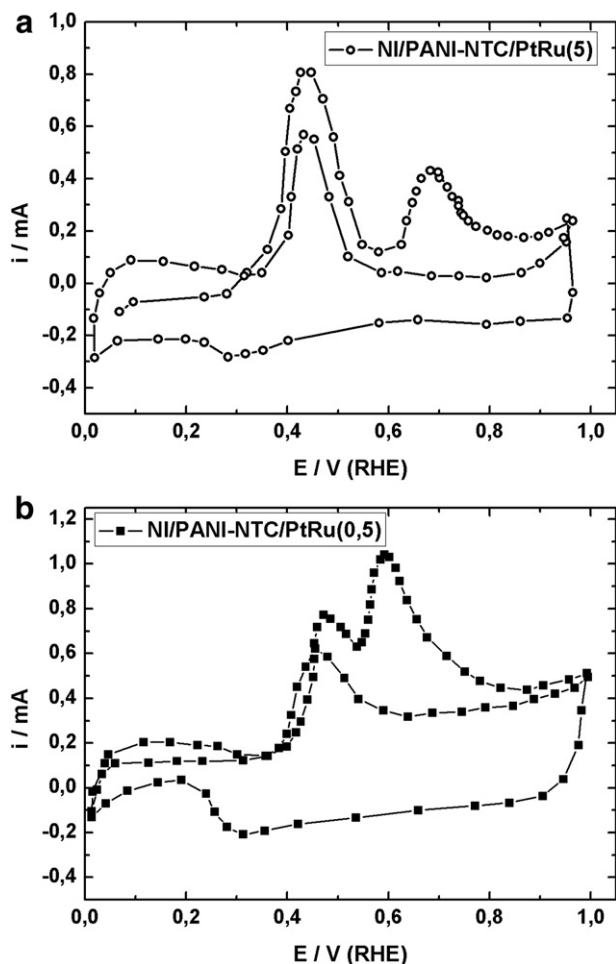 a
NI/PANI-NTC/PtRu(5)
i / mA
1,0
0,8
0,6
0,4
0,2
0,0
-0,2
-0,4
0,0 0,2 0,4 0,6 0,8 1,0
E / V (RHE)
b
NI/PANI-NTC/PtRu(0,5)
i / mA
1,2
1,0
0,8
0,6
0,4
0,2
0,0
-0,2
-0,4
0,0 0,2 0,4 0,6 0,8 1,0
E / V (RHE)